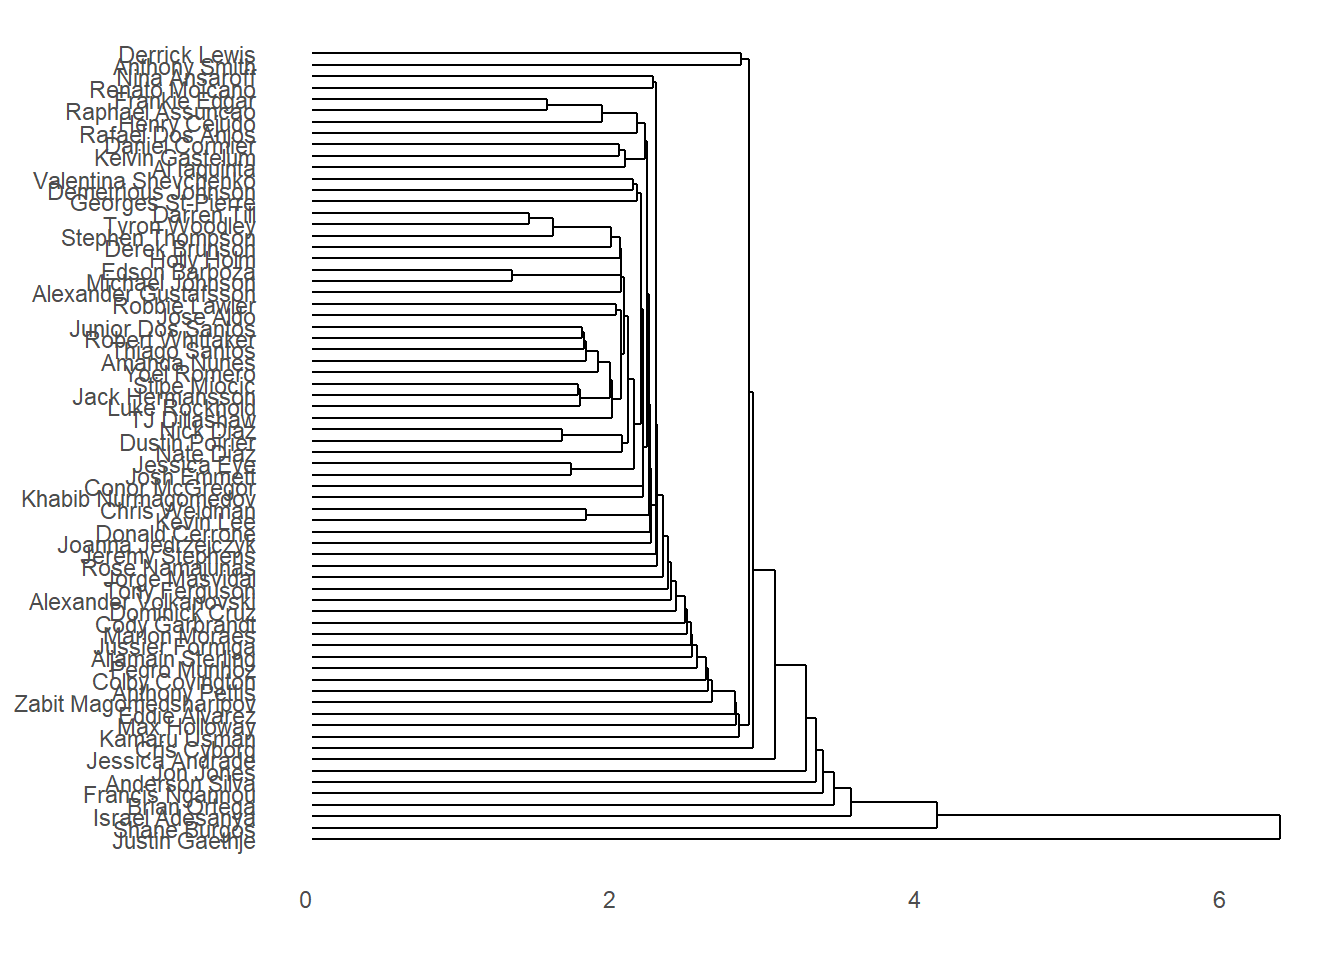 Derrick Lewis
Anthony Smith
Nina Ansaroff
Renato Moicano
Frankie Edgar
Raphael Assuncao
Henry Cejudo
Rafael Dos Anjos
Daniel Cormier
Kelvin Gastelum
Al Iaquinta
Valentina Shevchenko
Demetrious Johnson
Georges St-Pierre
Darren Till
Tyron Woodley
Stephen Thompson
Derek Brunson
Holly Holm
Edson Barboza
Michael Johnson
Alexander Gustafsson
Robbie Lawler
Jose Aldo
Junior Dos Santos
Robert Whittaker
Thiago Santos
Amanda Nunes
Yoel Romero
Stipe Miocic
Jack Hermansson
Luke Rockhold
TJ Dillashaw
Nick Diaz
Dustin Poirier
Nate Diaz
Jessica Eye
Josh Emmett
Conor McGregor
Khabib Nurmagomedov
Chris Weidman
Kevin Lee
Donald Cerrone
Joanna Jedrzejczyk
Jeremy Stephens
Rose Namajunas
Jorge Masvidal
Tony Ferguson
Alexander Volkanovski
Dominick Cruz
Cody Garbrandt
Marlon Moraes
Jussier Formiga
Aljamain Sterling
Pedro Munhoz
Colby Covington
Anthony Pettis
Zabit Magomedsharipov
Eddie Alvarez
Max Holloway
Kamaru Usman
Cris Cyborg
Jessica Andrade
Jon Jones
Anderson Silva
Francis Ngannou
Brian Ortega
Israel Adesanya
Shane Burgos
Justin Gaethje
0 2 4 6